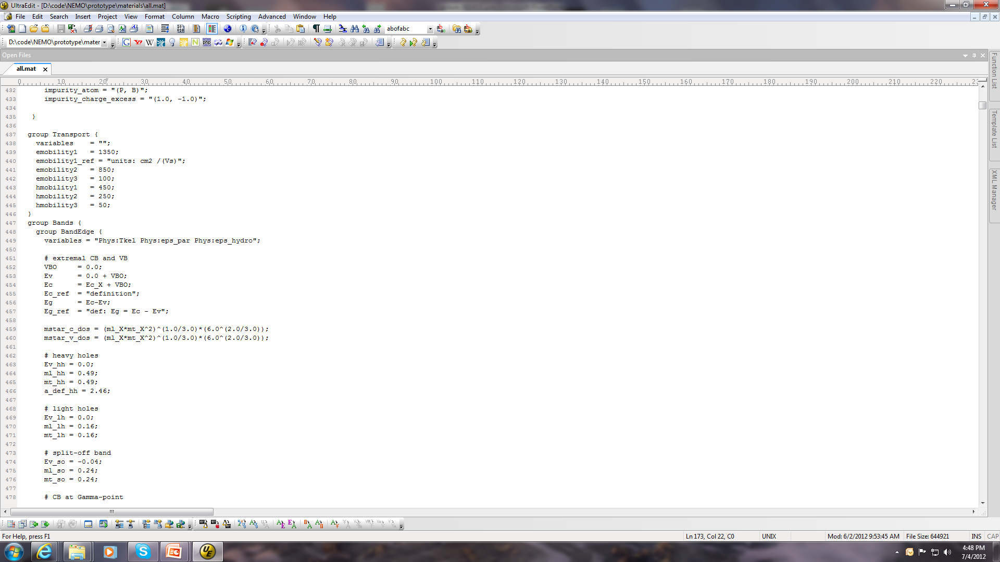 UltraEdit - [D:\code\NEMO\prototype\materials\all.mat]
File Edit Search Insert Project View Format Column Macro Scripting Advanced Window Help
abofabc
D:\code\NEMO\prototype\mater
Open Files
all.mat
0 10 20 30 40 50 60 70 80 90 100 110 120 130 140 150 160 170 180 190 200 210 220
432 impurity_atom = "(P, B)";
433 impurity_charge_excess = "(1.0, -1.0)";
434
435 }
436
437 group Transport {
438 variables = "";
439 emobility1 = 1350;
440 emobility1_ref = "units: cm2 /(Vs)";
441 emobility2 = 850;
442 emobility3 = 100;
443 hmobility1 = 450;
444 hmobility2 = 250;
445 hmobility3 = 50;
446 }
447 group Bands {
448 group BandEdge {
449 variables = "Phys:Tkel Phys:eps_par Phys:eps_hydro";
450
451 # extremal CB and VB
452 VBO = 0.0;
453 Ev = 0.0 + VBO;
454 Ec = Ec_X + VBO;
455 Ec_ref = "definition";
456 Eg = Ec-Ev;
457 Eg_ref = "def: Eg = Ec - Ev";
458
459 mstar_c_dos = (ml_X*mt_X^2)^(1.0/3.0)*(6.0^(2.0/3.0));
460 mstar_v_dos = (ml_X*mt_X^2)^(1.0/3.0)*(6.0^(2.0/3.0));
461
462 # heavy holes
463 Ev_hh = 0.0;
464 ml_hh = 0.49;
465 mt_hh = 0.49;
466 a_def_hh = 2.46;
467
468 # light holes
469 Ev_lh = 0.0;
470 ml_lh = 0.16;
471 mt_lh = 0.16;
472
473 # split-off band
474 Ev_so = -0.04;
475 ml_so = 0.24;
476 mt_so = 0.24;
477
478 # CB at Gamma-point
Function List
Template List
XML Manager
For Help, press F1
Ln 173, Col 22, C0
UNIX
Mod: 6/2/2012 9:53:45 AM
File Size: 644921
INS
CAP
4:48 PM
7/4/2012